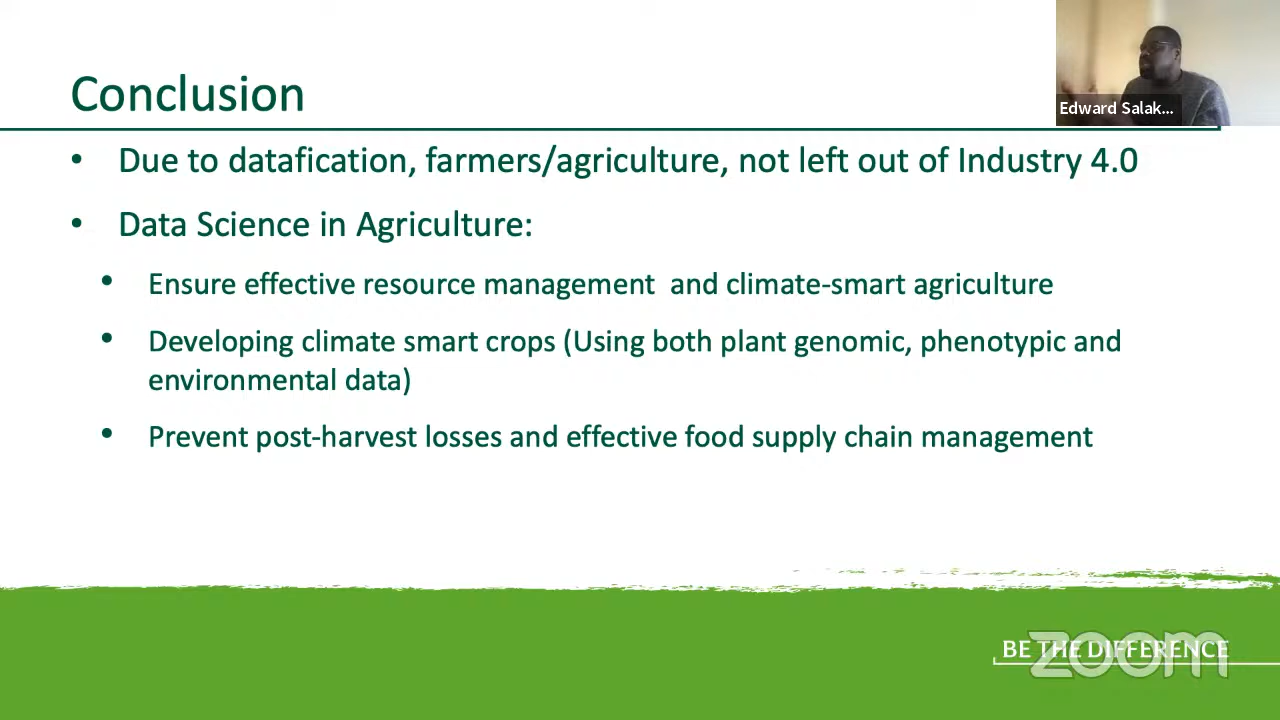 Conclusion
Edward Salak...
• Due to datafication, farmers/agriculture, not left out of Industry 4.0
• Data Science in Agriculture:
• Ensure effective resource management and climate-smart agriculture
• Developing climate smart crops (Using both plant genomic, phenotypic and
environmental data)
• Prevent post-harvest losses and effective food supply chain management
BE THE DIFFERENCE
zoom